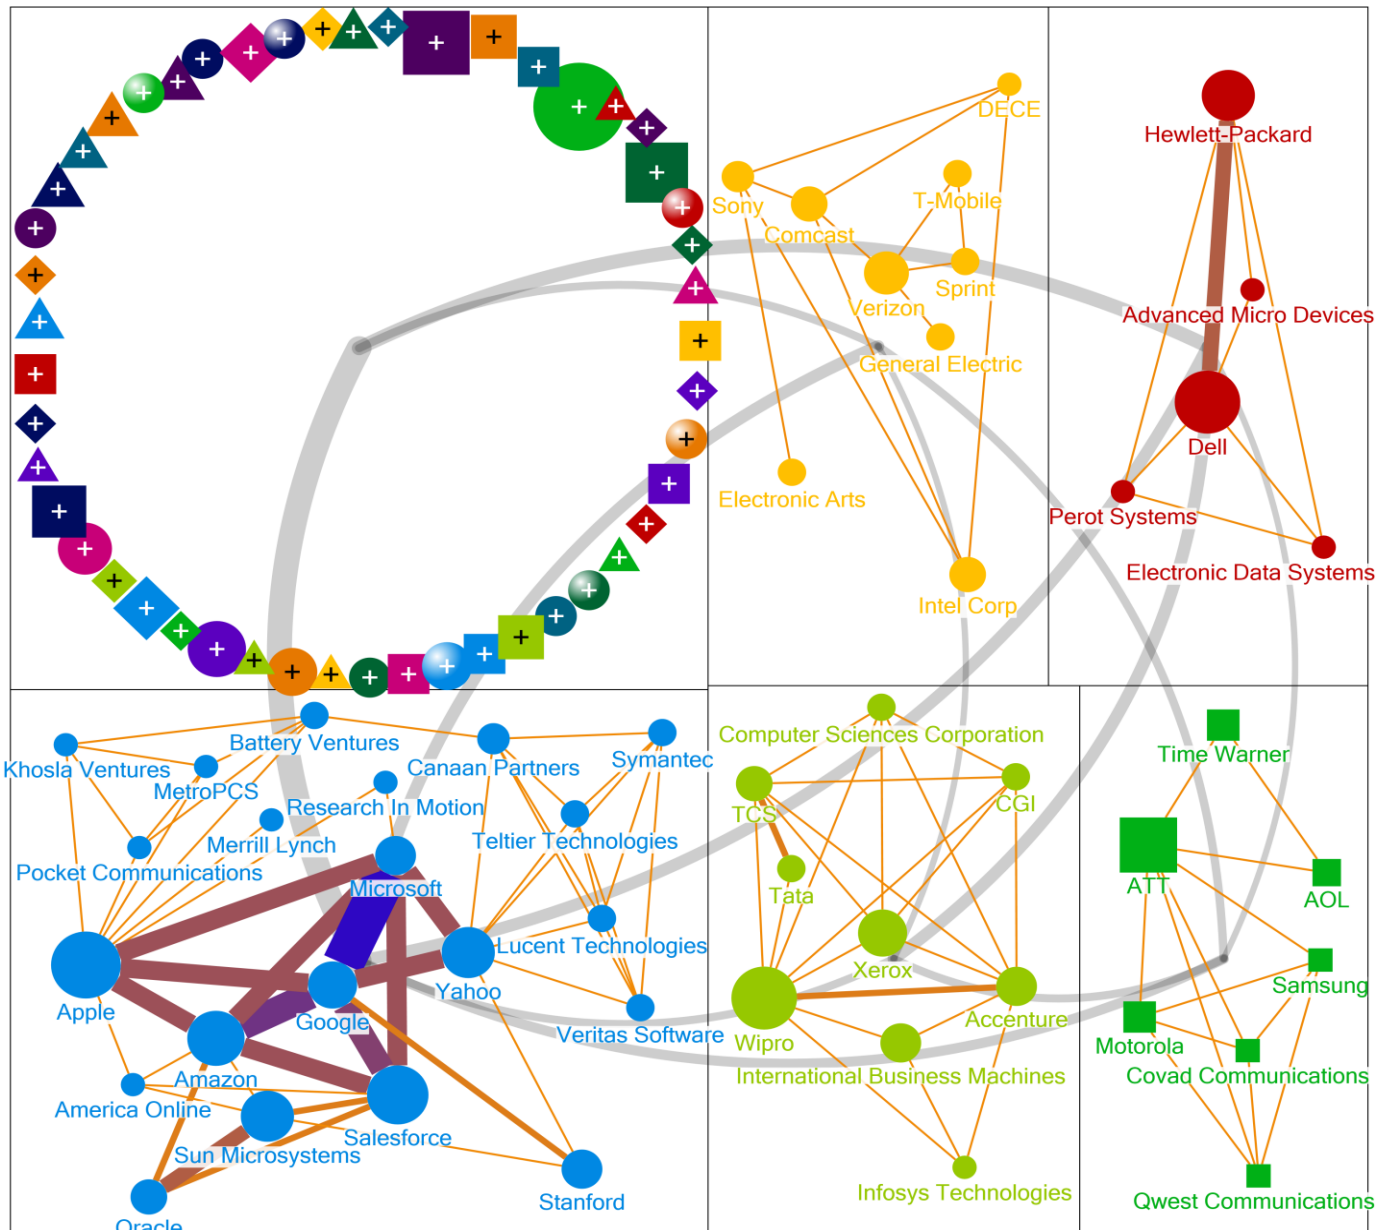 DECE
Sony
T-Mobile
Comcast
Sprint
Verizon
General Electric
Electronic Arts
Intel Corp
Hewlett-Packard
Advanced Micro Devices
Dell
Perot Systems
Electronic Data Systems
Battery Ventures
Khosla Ventures
MetroPCS
Canaan Partners
Symantec
Research In Motion
Merrill Lynch
Teltier Technologies
Pocket Communications
Microsoft
Lucent Technologies
Yahoo
Apple
Google
Veritas Software
Amazon
America Online
Salesforce
Sun Microsystems
Stanford
Oracle
Computer Sciences Corporation
TCS
CGI
Tata
Xerox
Accenture
Wipro
International Business Machines
Infosys Technologies
Time Warner
ATT
AOL
Samsung
Motorola
Covad Communications
Qwest Communications